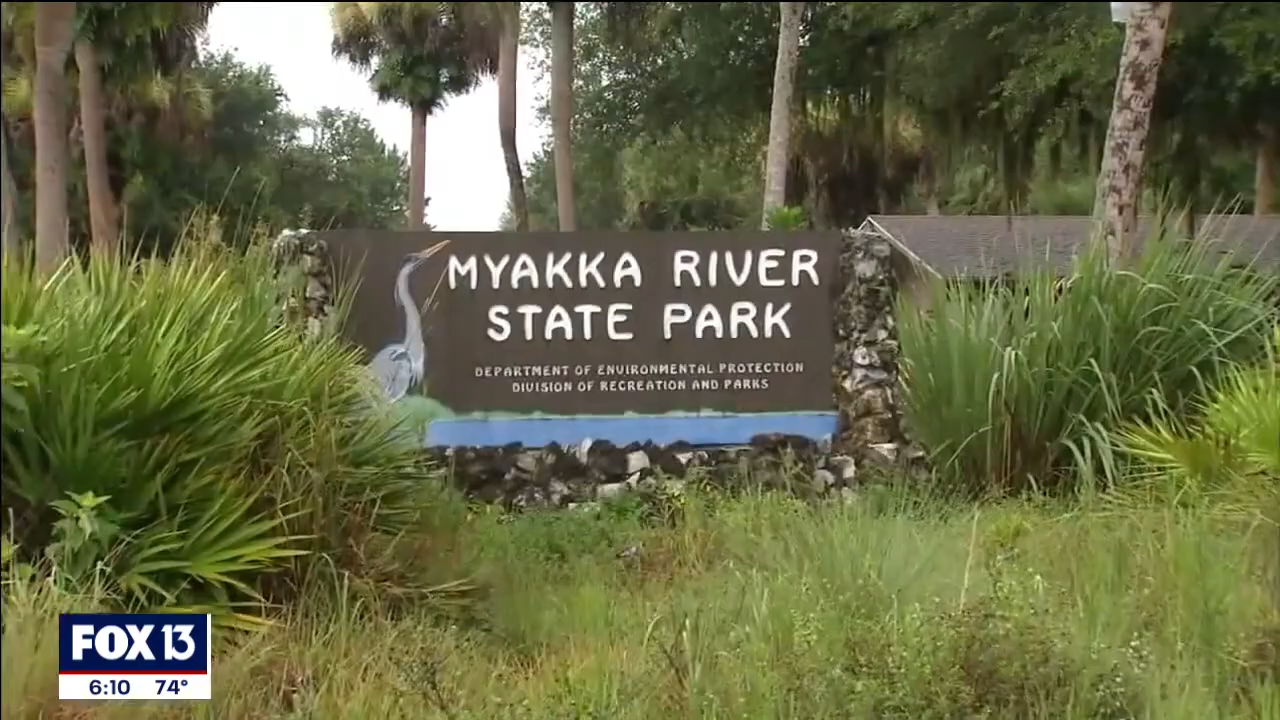 MYAKKA RIVER
STATE PARK
DEPARTMENT OF ENVIRONMENTAL PROTECTION
DIVISION OF RECREATION AND PARKS
FOX 13
6:10 74°